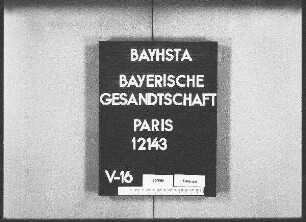 BAYHSTA
BAYERISCHE
GESANDTSCHAFT
PARIS
12143
V-16